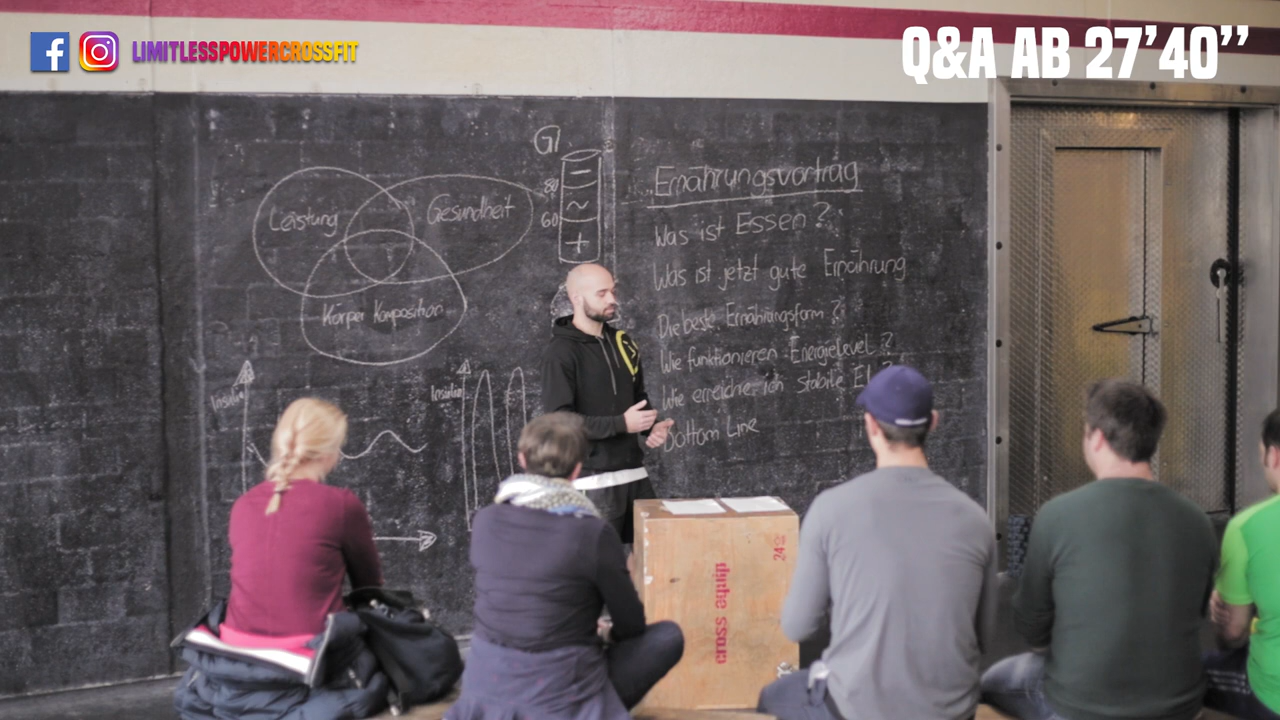 LIMITLESSPOWERCROSSFIT
Q&A AB 27’40’’
Leistung
Gesundheit
Körper Komposition
GI
80
60
−
~
+
Insulin
Insulin
Ernährungsvortrag
Was ist Essen?
Was ist jetzt gute Ernährung
Die beste Ernährungsform?
Wie funktionieren Energielevel?
Wie erreiche ich stabile EL?
Bottom Line
cross equip
24